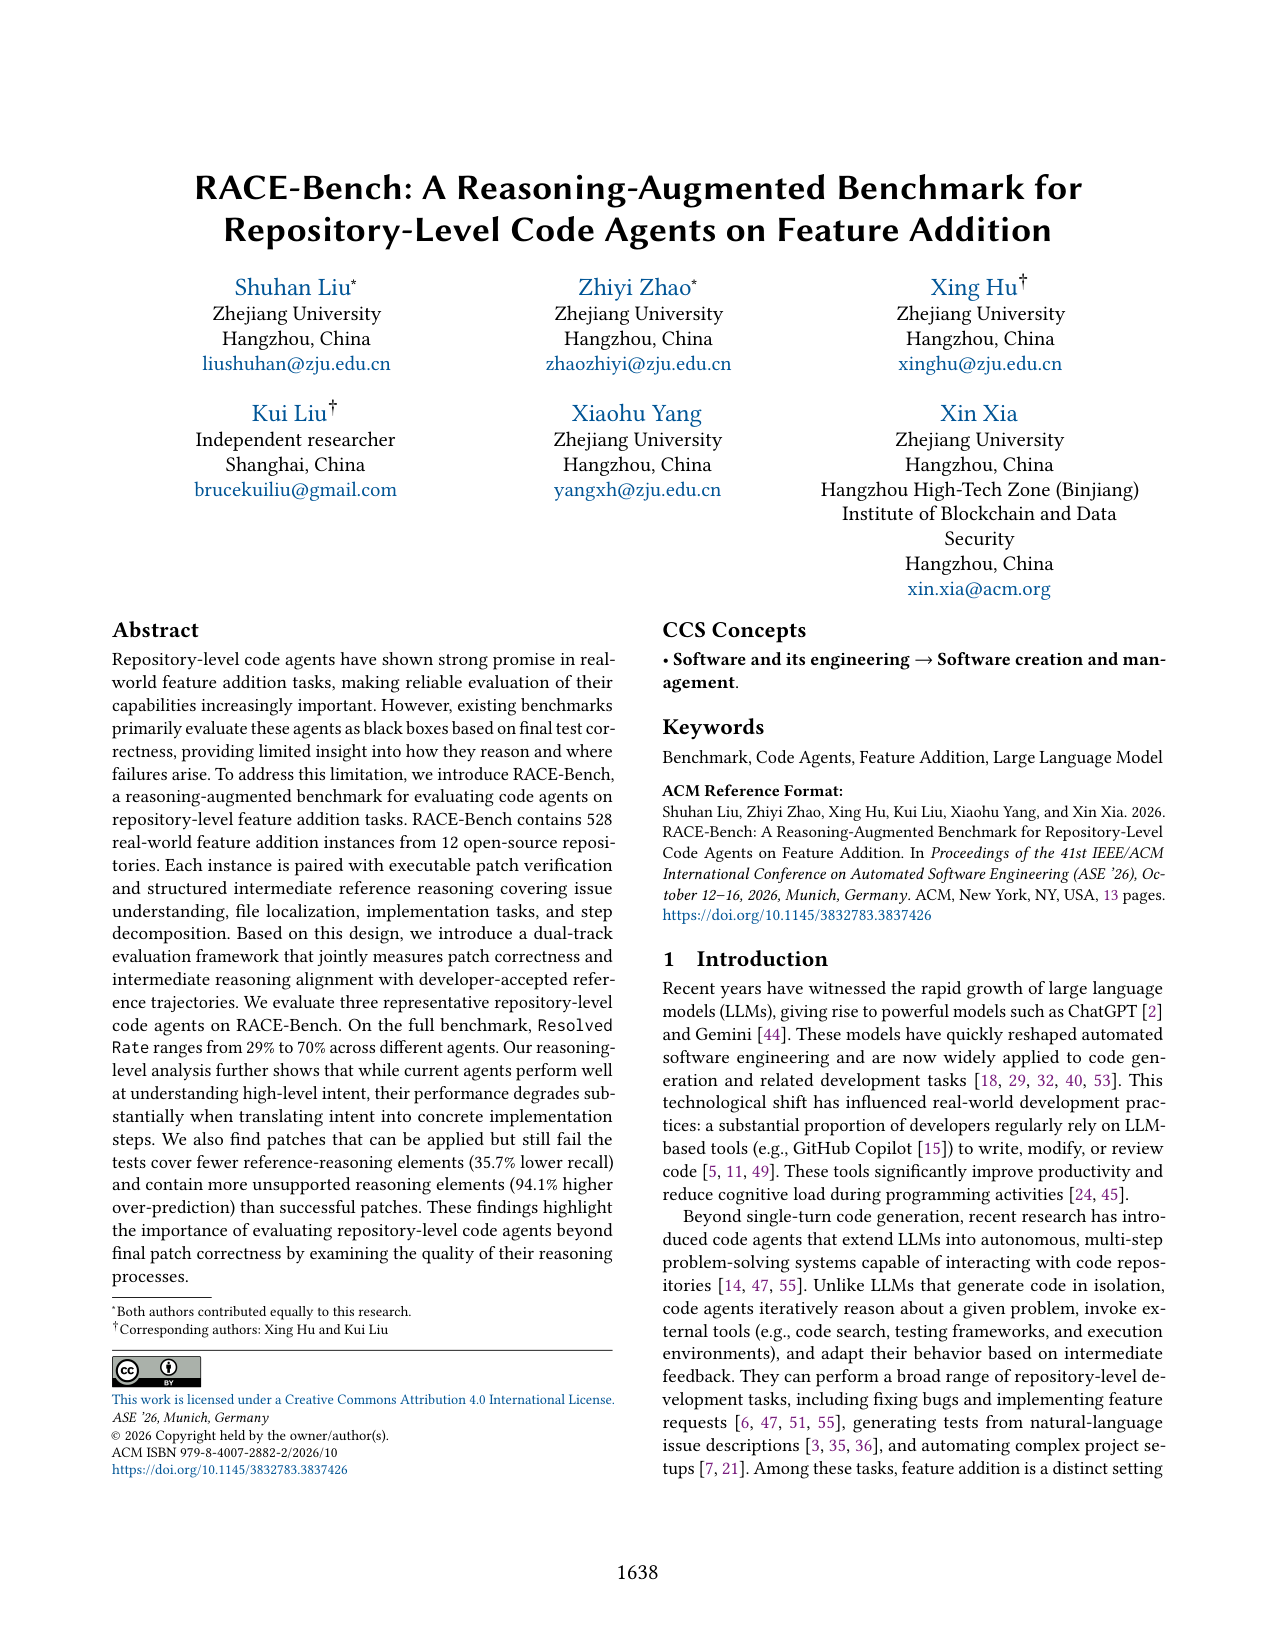 RACE-Bench: A Reasoning-Augmented Benchmark for
Repository-Level Code Agents on Feature Addition
Shuhan Liu*
Zhejiang University
Hangzhou, China
liushuhan@zju.edu.cn
Zhiyi Zhao*
Zhejiang University
Hangzhou, China
zhaozhiyi@zju.edu.cn
Xing Hu†
Zhejiang University
Hangzhou, China
xinghu@zju.edu.cn
Kui Liu†
Independent researcher
Shanghai, China
brucekuiliu@gmail.com
Xiaohu Yang
Zhejiang University
Hangzhou, China
yangxh@zju.edu.cn
Xin Xia
Zhejiang University
Hangzhou, China
Hangzhou High-Tech Zone (Binjiang)
Institute of Blockchain and Data
Security
Hangzhou, China
xin.xia@acm.org
Abstract
Repository-level code agents have shown strong promise in real-
world feature addition tasks, making reliable evaluation of their
capabilities increasingly important. However, existing benchmarks
primarily evaluate these agents as black boxes based on final test cor-
rectness, providing limited insight into how they reason and where
failures arise. To address this limitation, we introduce RACE-Bench,
a reasoning-augmented benchmark for evaluating code agents on
repository-level feature addition tasks. RACE-Bench contains 528
real-world feature addition instances from 12 open-source reposi-
tories. Each instance is paired with executable patch verification
and structured intermediate reference reasoning covering issue
understanding, file localization, implementation tasks, and step
decomposition. Based on this design, we introduce a dual-track
evaluation framework that jointly measures patch correctness and
intermediate reasoning alignment with developer-accepted refer-
ence trajectories. We evaluate three representative repository-level
code agents on RACE-Bench. On the full benchmark, Resolved
Rate ranges from 29% to 70% across different agents. Our reasoning-
level analysis further shows that while current agents perform well
at understanding high-level intent, their performance degrades sub-
stantially when translating intent into concrete implementation
steps. We also find patches that can be applied but still fail the
tests cover fewer reference-reasoning elements (35.7% lower recall)
and contain more unsupported reasoning elements (94.1% higher
over-prediction) than successful patches. These findings highlight
the importance of evaluating repository-level code agents beyond
final patch correctness by examining the quality of their reasoning
processes.
*Both authors contributed equally to this research.
†Corresponding authors: Xing Hu and Kui Liu
cc BY
This work is licensed under a Creative Commons Attribution 4.0 International License.
ASE ’26, Munich, Germany
© 2026 Copyright held by the owner/author(s).
ACM ISBN 979-8-4007-2882-2/2026/10
https://doi.org/10.1145/3832783.3837426
CCS Concepts
• Software and its engineering → Software creation and man-
agement.
Keywords
Benchmark, Code Agents, Feature Addition, Large Language Model
ACM Reference Format:
Shuhan Liu, Zhiyi Zhao, Xing Hu, Kui Liu, Xiaohu Yang, and Xin Xia. 2026.
RACE-Bench: A Reasoning-Augmented Benchmark for Repository-Level
Code Agents on Feature Addition. In Proceedings of the 41st IEEE/ACM
International Conference on Automated Software Engineering (ASE ’26), Oc-
tober 12–16, 2026, Munich, Germany. ACM, New York, NY, USA, 13 pages.
https://doi.org/10.1145/3832783.3837426
1 Introduction
Recent years have witnessed the rapid growth of large language
models (LLMs), giving rise to powerful models such as ChatGPT [2]
and Gemini [44]. These models have quickly reshaped automated
software engineering and are now widely applied to code gen-
eration and related development tasks [18, 29, 32, 40, 53]. This
technological shift has influenced real-world development prac-
tices: a substantial proportion of developers regularly rely on LLM-
based tools (e.g., GitHub Copilot [15]) to write, modify, or review
code [5, 11, 49]. These tools significantly improve productivity and
reduce cognitive load during programming activities [24, 45].
Beyond single-turn code generation, recent research has intro-
duced code agents that extend LLMs into autonomous, multi-step
problem-solving systems capable of interacting with code repos-
itories [14, 47, 55]. Unlike LLMs that generate code in isolation,
code agents iteratively reason about a given problem, invoke ex-
ternal tools (e.g., code search, testing frameworks, and execution
environments), and adapt their behavior based on intermediate
feedback. They can perform a broad range of repository-level de-
velopment tasks, including fixing bugs and implementing feature
requests [6, 47, 51, 55], generating tests from natural-language
issue descriptions [3, 35, 36], and automating complex project se-
tups [7, 21]. Among these tasks, feature addition is a distinct setting
1638